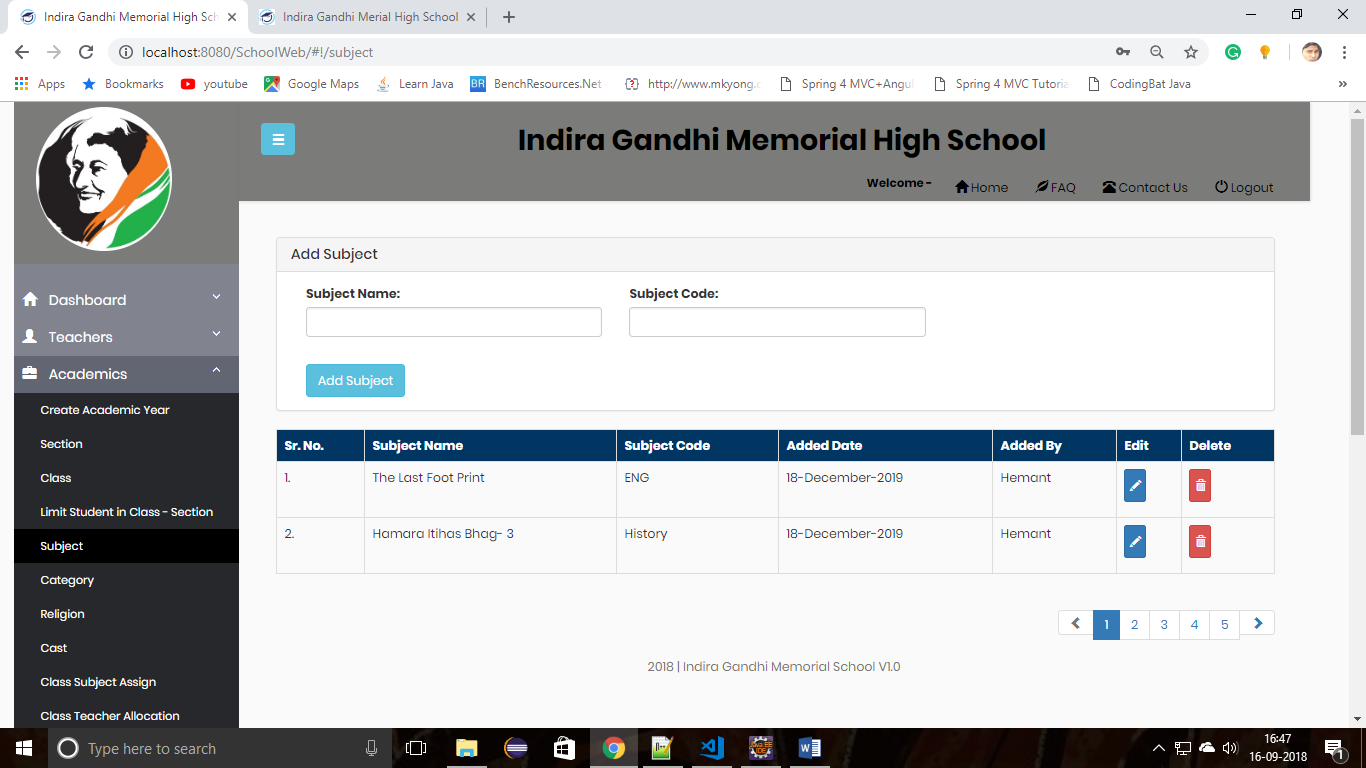 Indira Gandhi Memorial High Sch
Indira Gandhi Merial High School
localhost:8080/SchoolWeb/#!/subject
Apps Bookmarks youtube Google Maps Learn Java BR BenchResources.Net http://www.mkyong.c Spring 4 MVC+Angul Spring 4 MVC Tutoria CodingBat Java »
Indira Gandhi Memorial High School
Welcome - Home FAQ Contact Us Logout
Dashboard
Teachers
Academics
Create Academic Year
Section
Class
Limit Student in Class - Section
Subject
Category
Religion
Cast
Class Subject Assign
Class Teacher Allocation
Add Subject
Subject Name: Subject Code:
Add Subject
Sr. No. Subject Name Subject Code Added Date Added By Edit Delete
1. The Last Foot Print ENG 18-December-2019 Hemant
2. Hamara Itihas Bhag- 3 History 18-December-2019 Hemant
1 2 3 4 5
2018 | Indira Gandhi Memorial School V1.0
Type here to search
16:47
16-09-2018
1